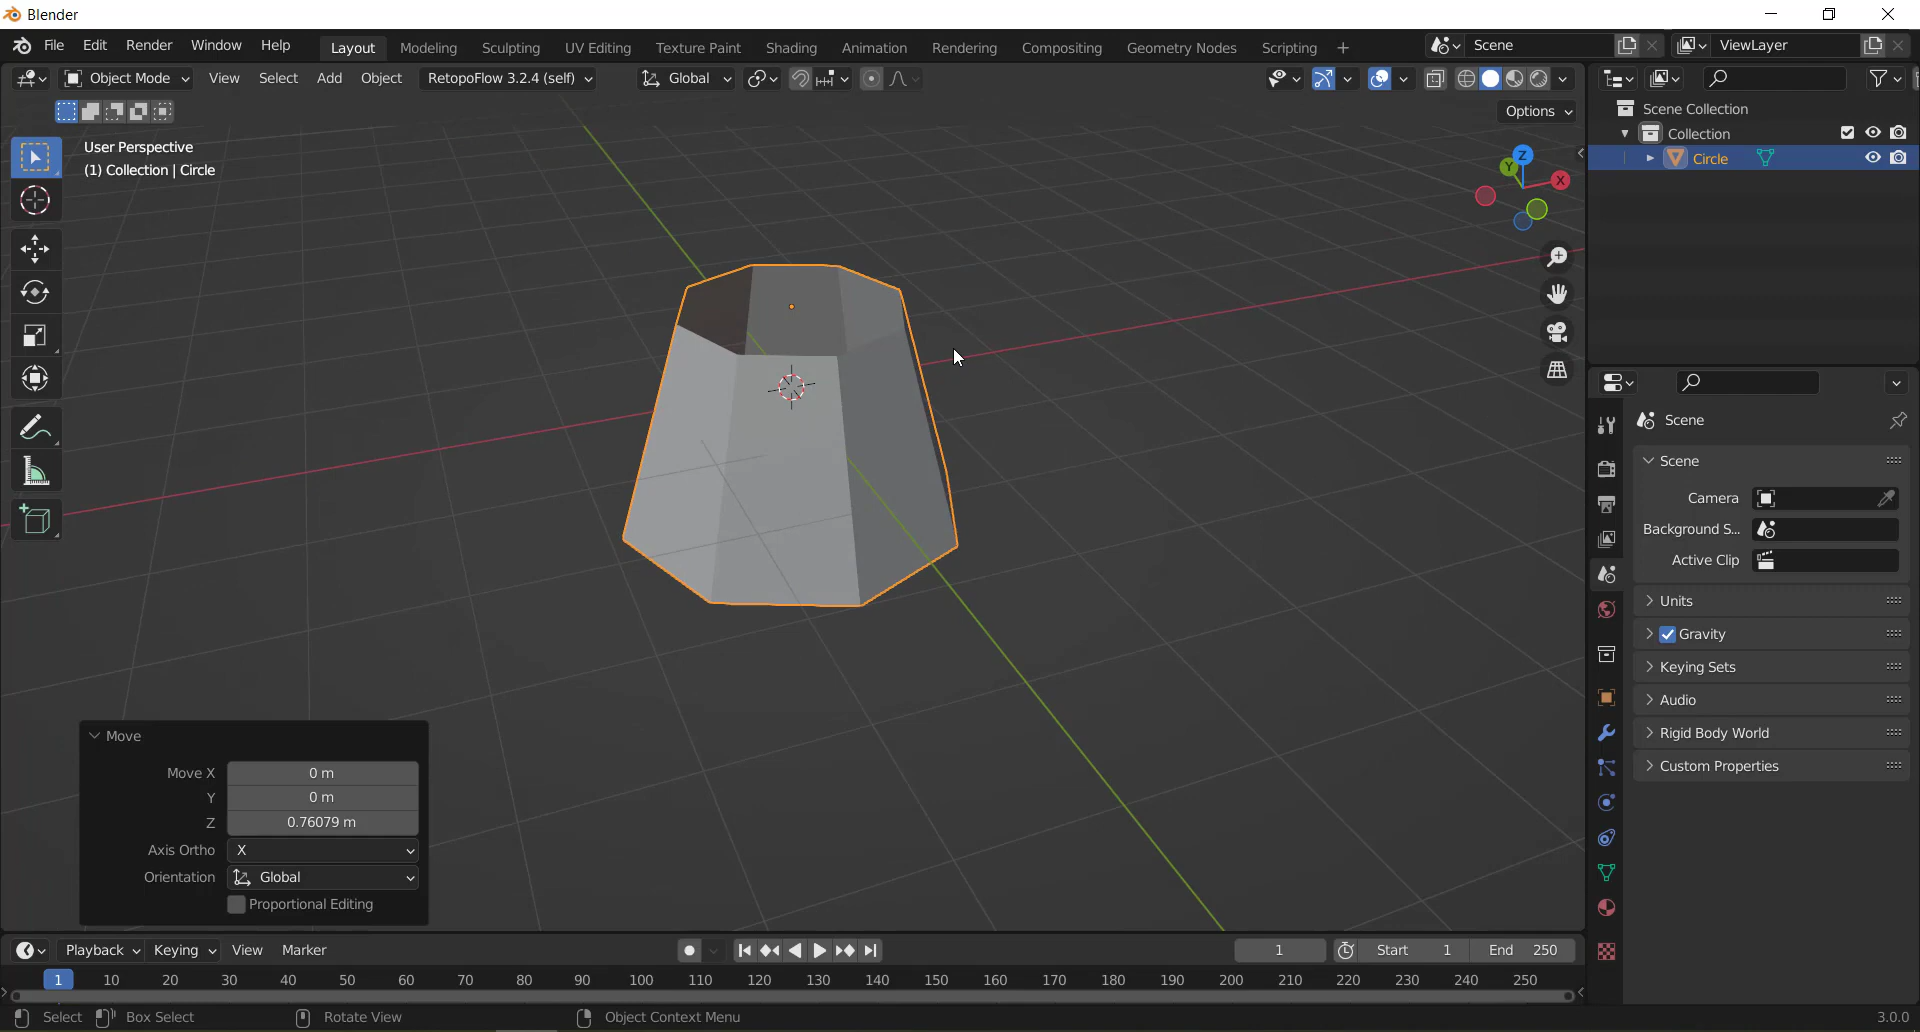 Blender
File Edit Render Window Help Layout Modeling Sculpting UV Editing Texture Paint Shading Animation Rendering Compositing Geometry Nodes Scripting + Scene ViewLayer
Object Mode View Select Add Object RetopoFlow 3.2.4 (self) Global
Options
User Perspective
(1) Collection | Circle
Z
Y
X
Scene Collection
Collection
Circle
Scene
Scene
Camera
Background S...
Active Clip
Units
Gravity
Keying Sets
Audio
Rigid Body World
Custom Properties
Move
Move X 0 m
Y 0 m
Z 0.76079 m
Axis Ortho X
Orientation Global
Proportional Editing
Playback Keying View Marker 1 Start 1 End 250
1 10 20 30 40 50 60 70 80 90 100 110 120 130 140 150 160 170 180 190 200 210 220 230 240 250
Select Box Select Rotate View Object Context Menu 3.0.0